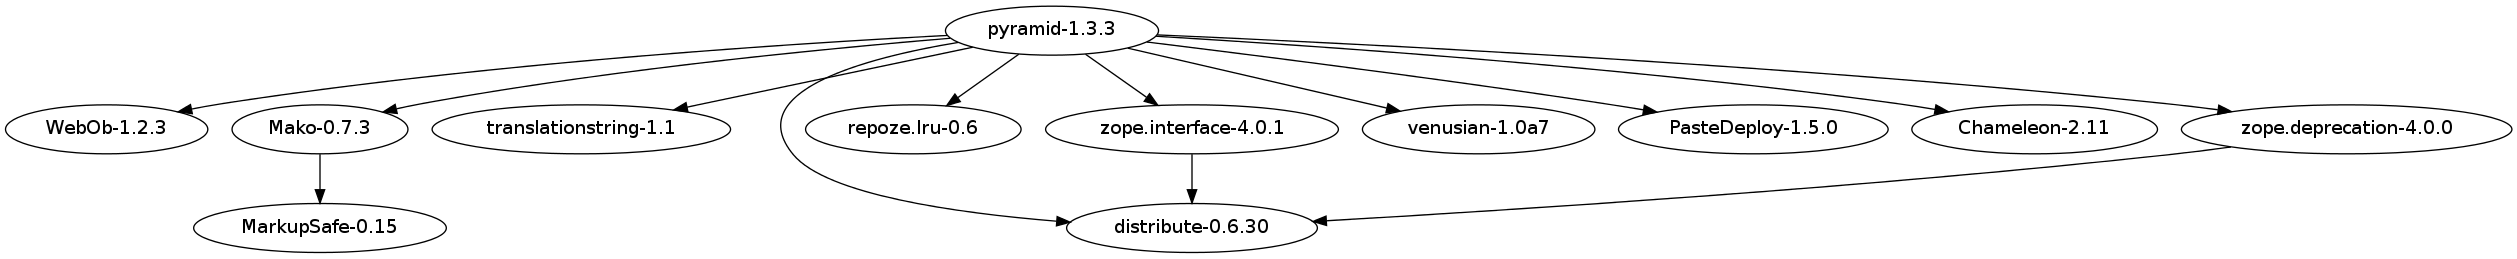 pyramid-1.3.3
WebOb-1.2.3
Mako-0.7.3
translationstring-1.1
repoze.lru-0.6
zope.interface-4.0.1
venusian-1.0a7
PasteDeploy-1.5.0
Chameleon-2.11
zope.deprecation-4.0.0
MarkupSafe-0.15
distribute-0.6.30